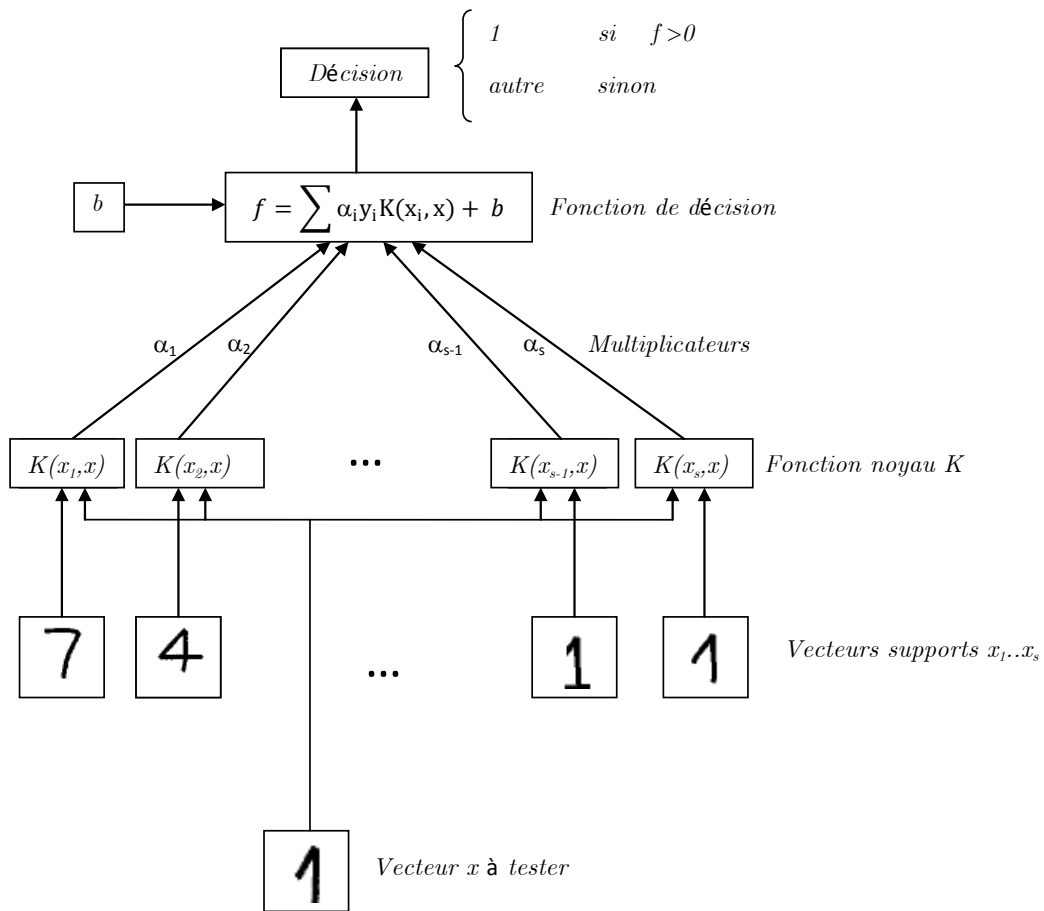 1 si f>0
Décision
autre sinon
b
f = ∑ αᵢyᵢK(xᵢ,x) + b
Fonction de décision
α₁ α₂ αₛ₋₁ αₛ Multiplicateurs
K(x₁,x) K(x₂,x) ... K(xₛ₋₁,x) K(xₛ,x) Fonction noyau K
7 4 ... 1 1 Vecteurs supports x₁..xₛ
1 Vecteur x à tester